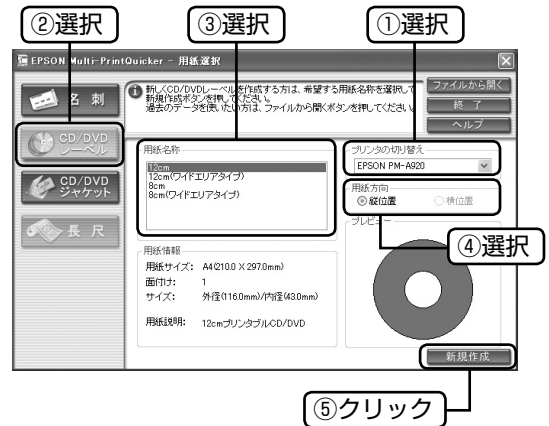 ②選択
③選択
①選択
EPSON Multi-PrintQuicker - 用紙選択
名 刺
新しくCD/DVDレーベルを作成する方は、希望する用紙名称を選択して
新規作成ボタンを押してください。
過去のデータを使いたい方は、ファイルから開くボタンを押してください。
ファイルから開く
終 了
ヘルプ
CD/DVD
レーベル
CD/DVD
ジャケット
長 尺
用紙名称
12cm
12cm(ワイドエリアタイプ)
8cm
8cm(ワイドエリアタイプ)
プリンタの切り替え
EPSON PM-A920
用紙方向
縦位置
横位置
プレビュー
④選択
用紙情報
用紙サイズ: A4(210.0 X 297.0mm)
面付け: 1
サイズ: 外径(116.0mm)/内径(43.0mm)
用紙説明: 12cmプリンタブルCD/DVD
新規作成
⑤クリック